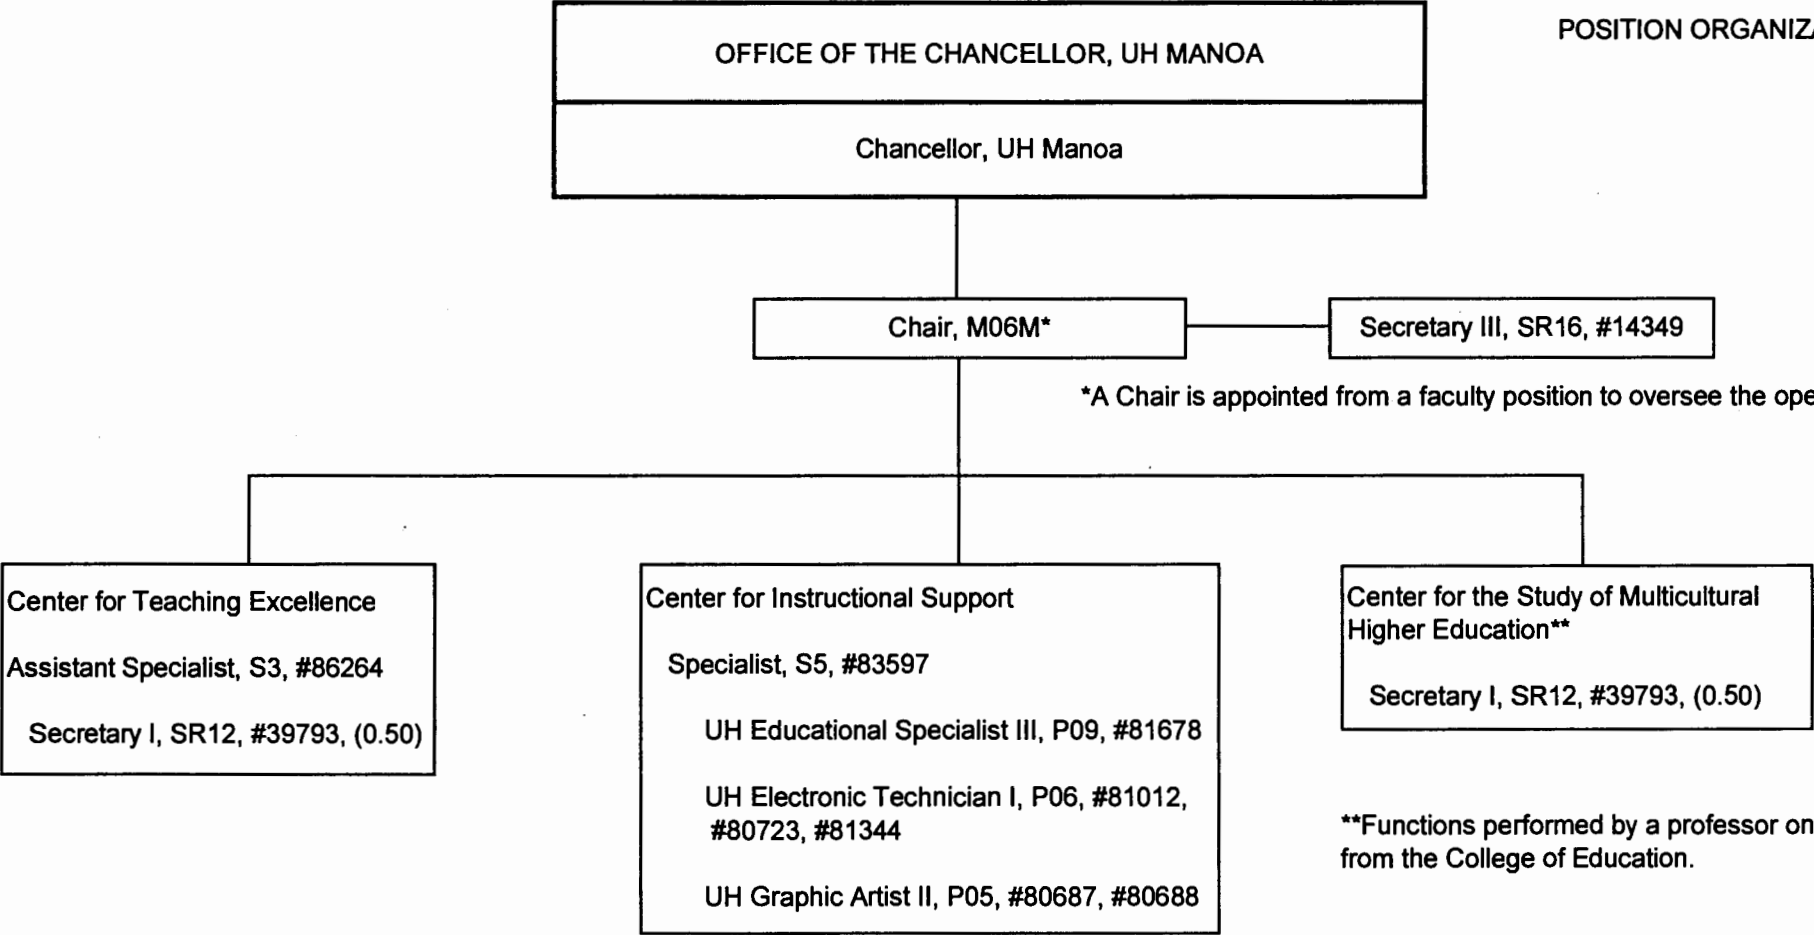 POSITION ORGANIZA
OFFICE OF THE CHANCELLOR, UH MANOA
Chancellor, UH Manoa
Chair, M06M*
Secretary III, SR16, #14349
*A Chair is appointed from a faculty position to oversee the ope
Center for Teaching Excellence
Assistant Specialist, S3, #86264
Secretary I, SR12, #39793, (0.50)
Center for Instructional Support
Specialist, S5, #83597
UH Educational Specialist III, P09, #81678
UH Electronic Technician I, P06, #81012,
#80723, #81344
UH Graphic Artist II, P05, #80687, #80688
Center for the Study of Multicultural
Higher Education**
Secretary I, SR12, #39793, (0.50)
**Functions performed by a professor on
from the College of Education.